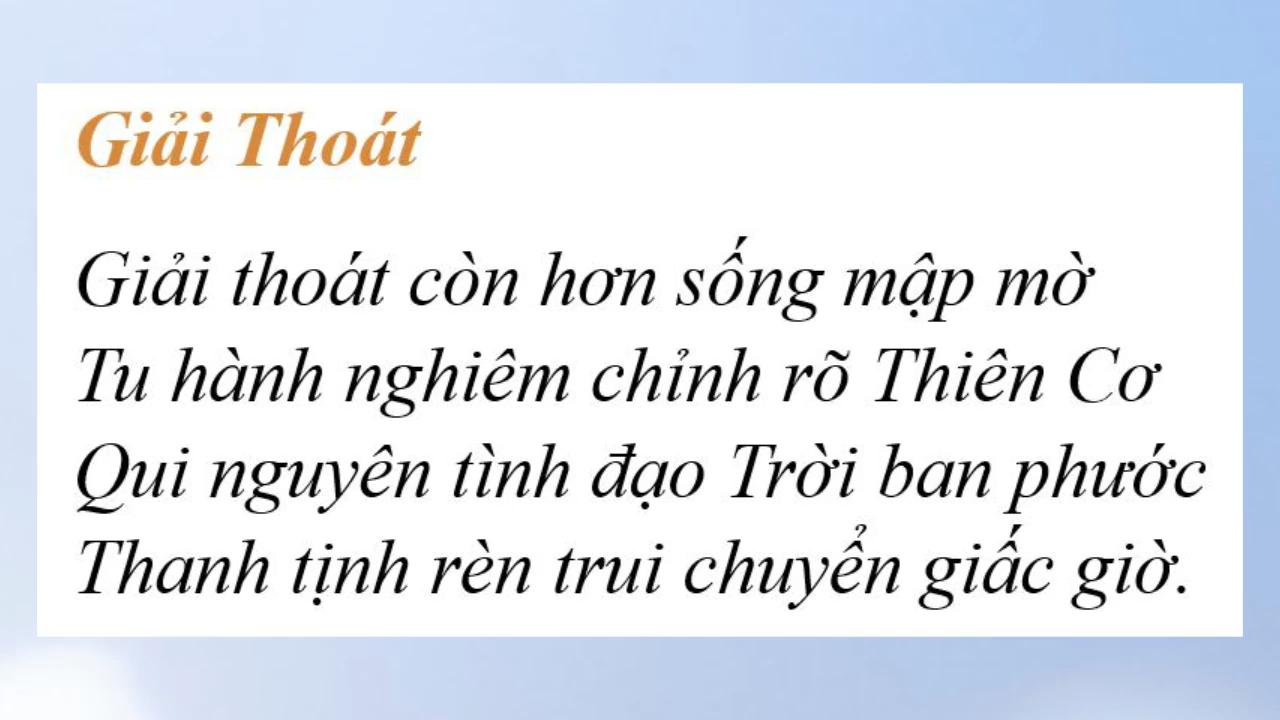 Giải Thoát
Giải thoát còn hơn sống mập mờ
Tu hành nghiêm chỉnh rõ Thiên Cơ
Qui nguyên tình đạo Trời ban phước
Thanh tịnh rèn trui chuyển giấc giờ.